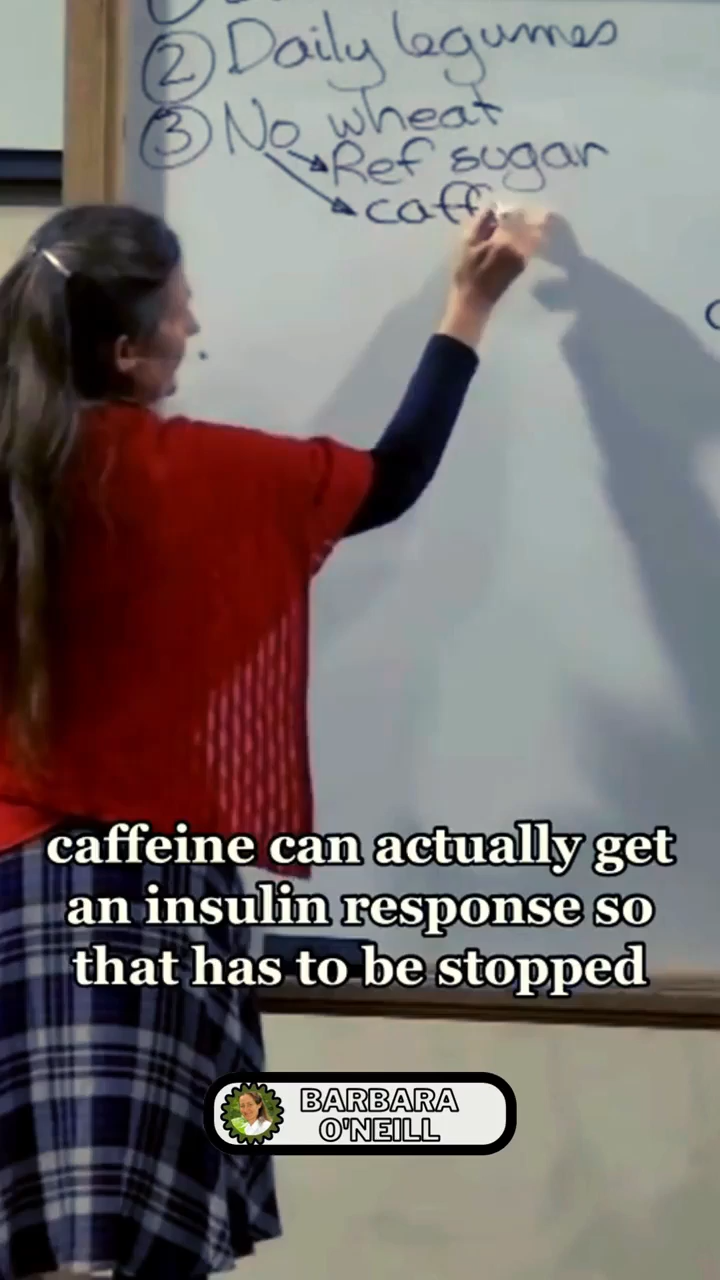 ② Daily legumes
③ No wheat
Ref sugar
caff
caffeine can actually get
an insulin response so
that has to be stopped
BARBARA
O'NEILL